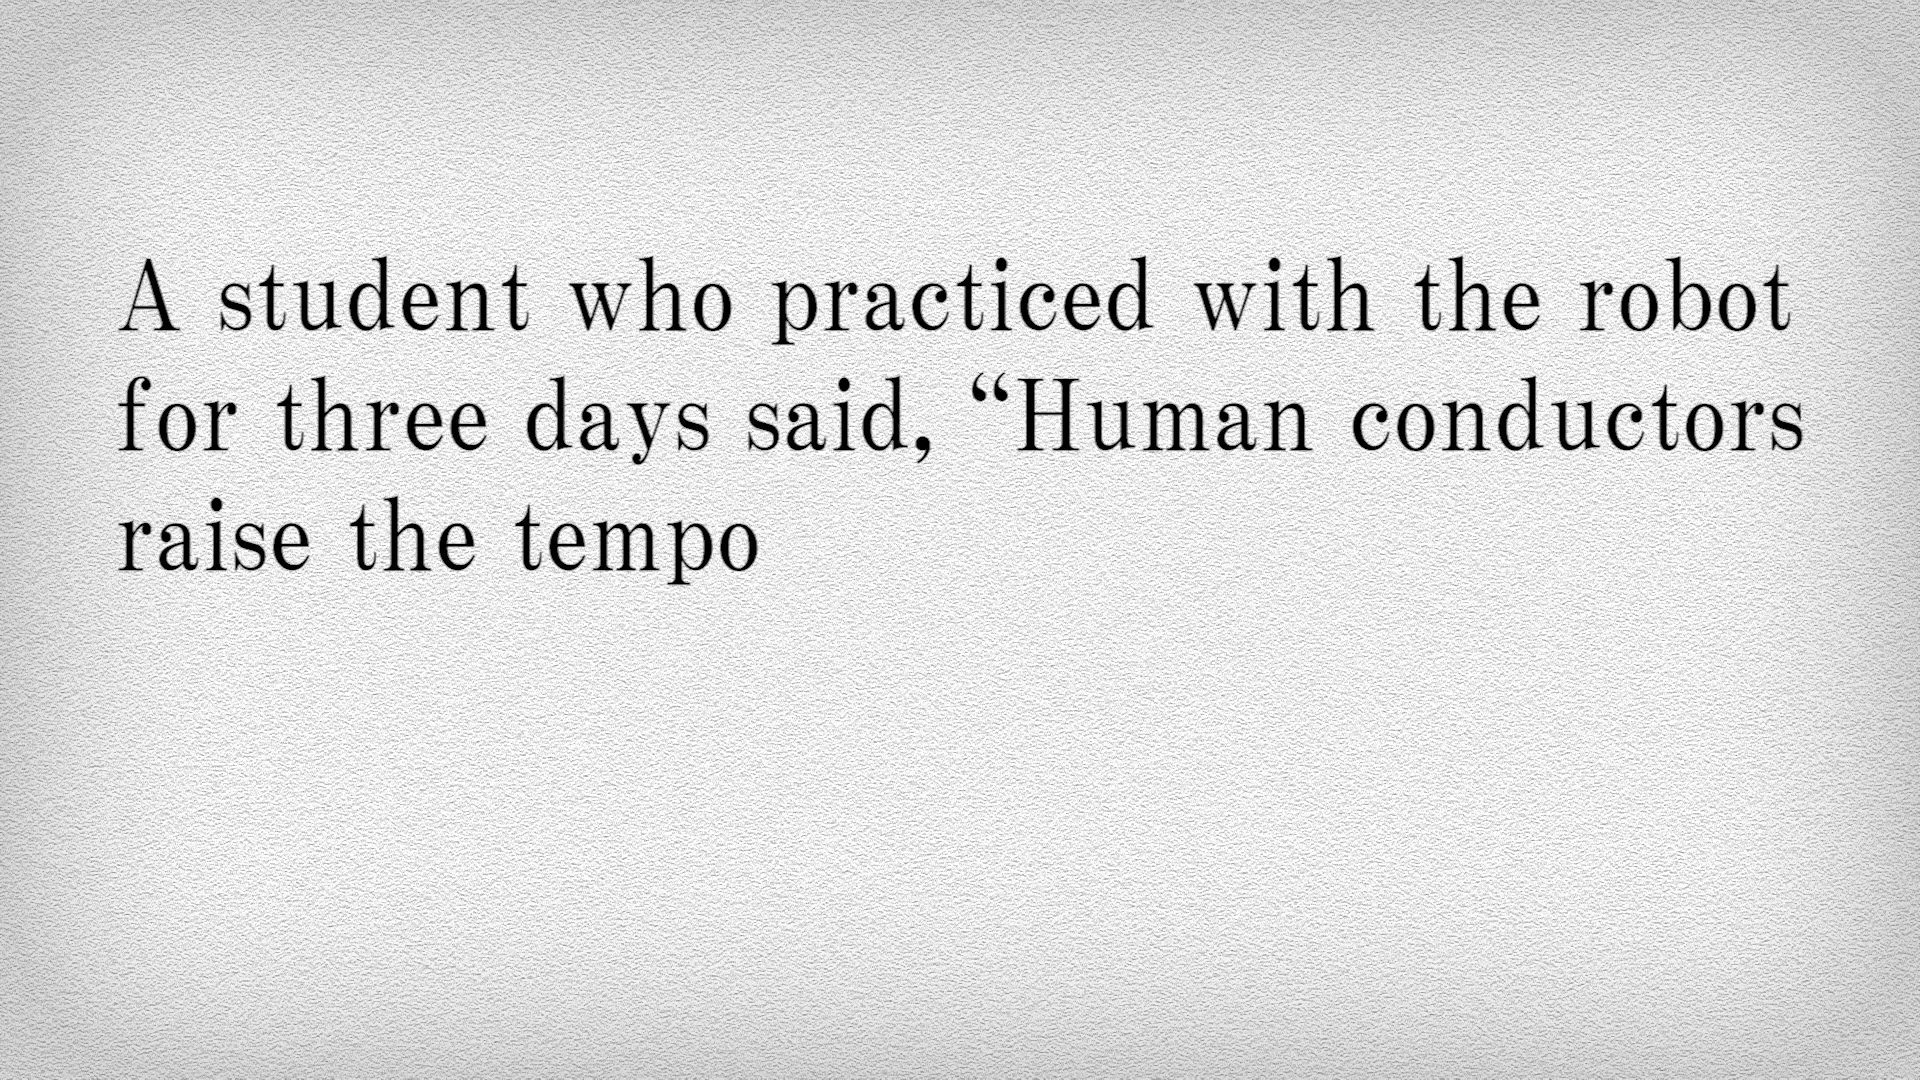 A student who practiced with the robot
for three days said, “Human conductors
raise the tempo